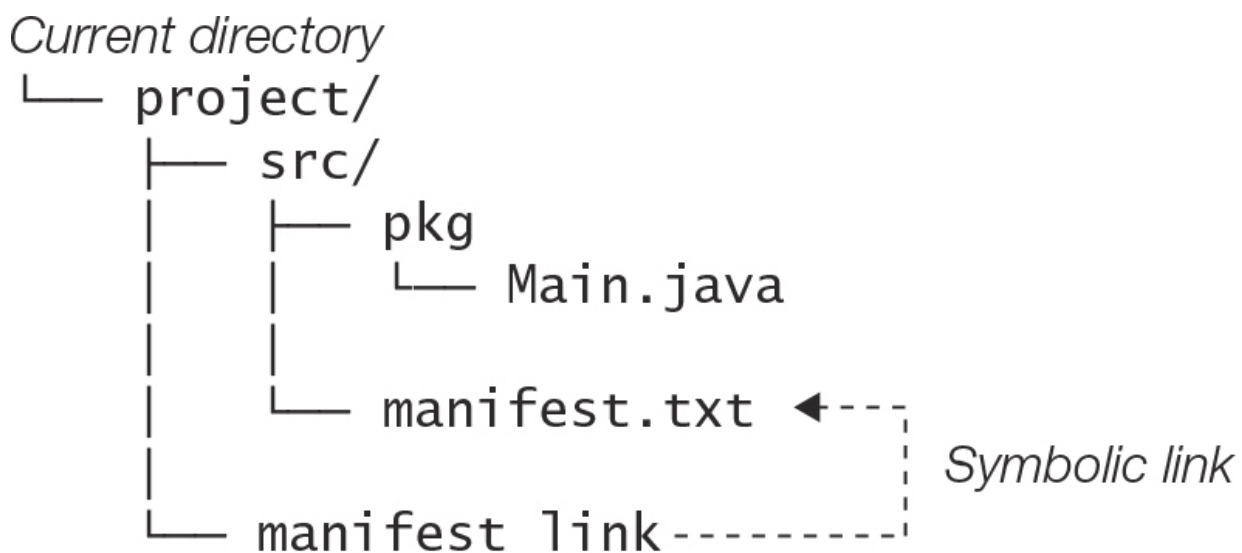 Current directory
└── project/
├── src/
├── pkg
└── Main.java
└── manifest.txt
Symbolic link
└── manifest link